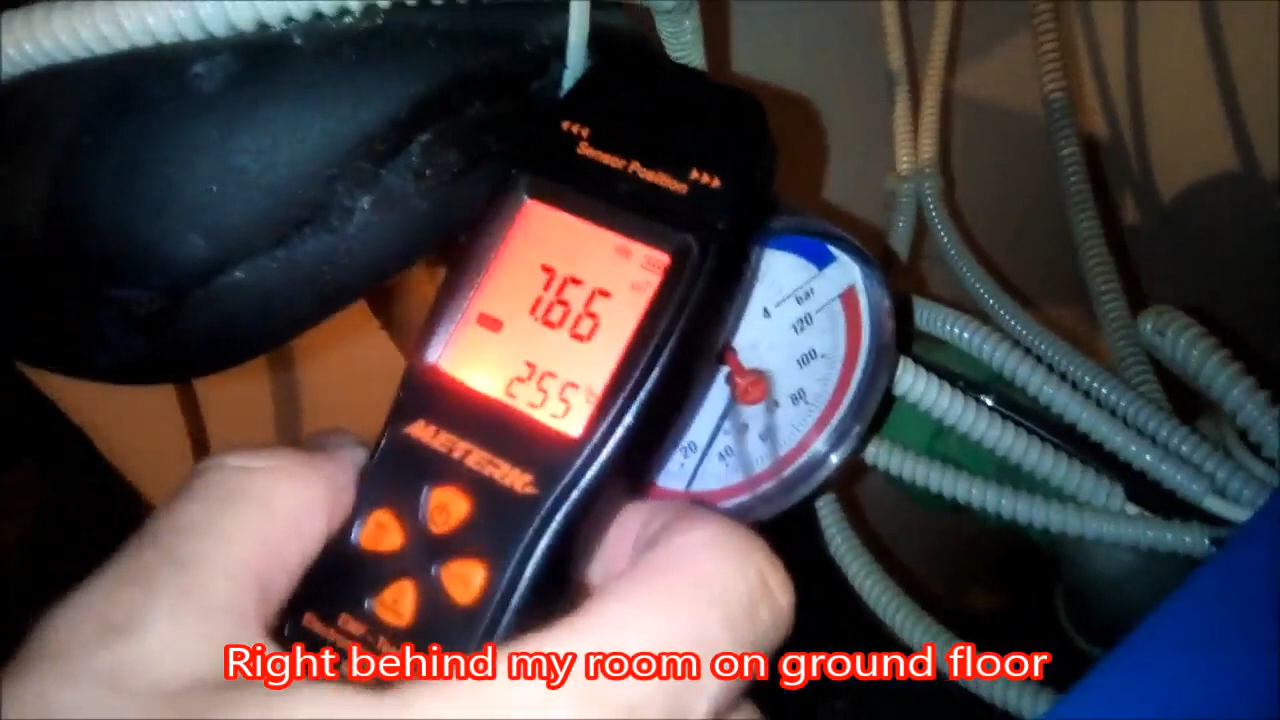 <<< Sensor Position >>>
7.66
25.5
METERK
4 bar
120
100
80
40
20
Right behind my room on ground floor